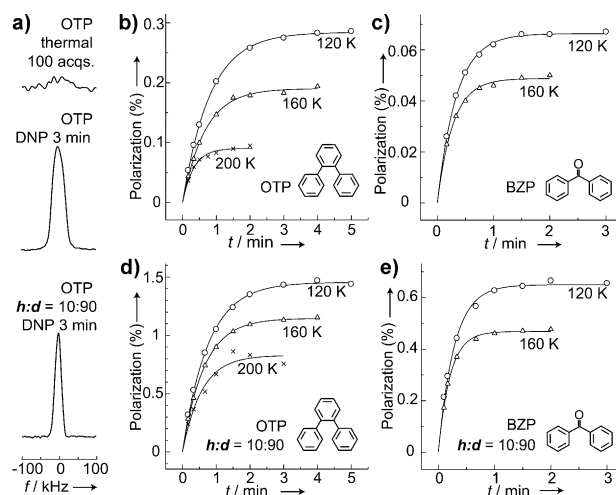 a)
OTP
thermal
100 acqs.
OTP
DNP 3 min
OTP
h:d = 10:90
DNP 3 min
-100 0 100
f / kHz
b)
Polarization (%)
0.3
0.2
0.1
0
120 K
160 K
200 K
OTP
0 1 2 3 4 5
t / min
c)
Polarization (%)
0.06
0.04
0.02
0
120 K
160 K
O
BZP
0 1 2 3
t / min
d)
Polarization (%)
1.5
1
0.5
0
120 K
160 K
200 K
OTP
h:d = 10:90
0 1 2 3 4 5
t / min
e)
Polarization (%)
0.6
0.4
0.2
0
120 K
160 K
O
BZP
h:d = 10:90
0 1 2 3
t / min